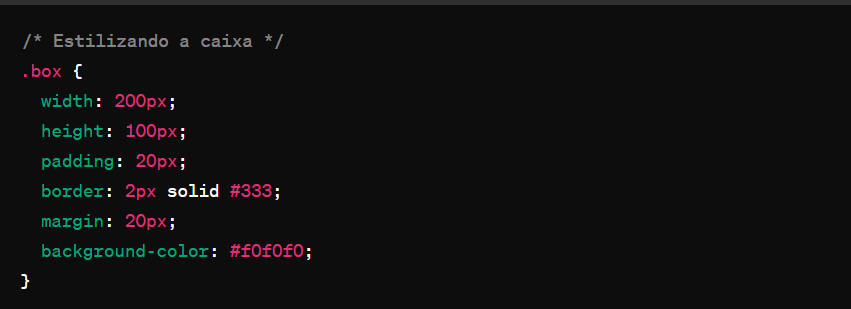 /* Estilizando a caixa */
.box {
  width: 200px;
  height: 100px;
  padding: 20px;
  border: 2px solid #333;
  margin: 20px;
  background-color: #f0f0f0;
}